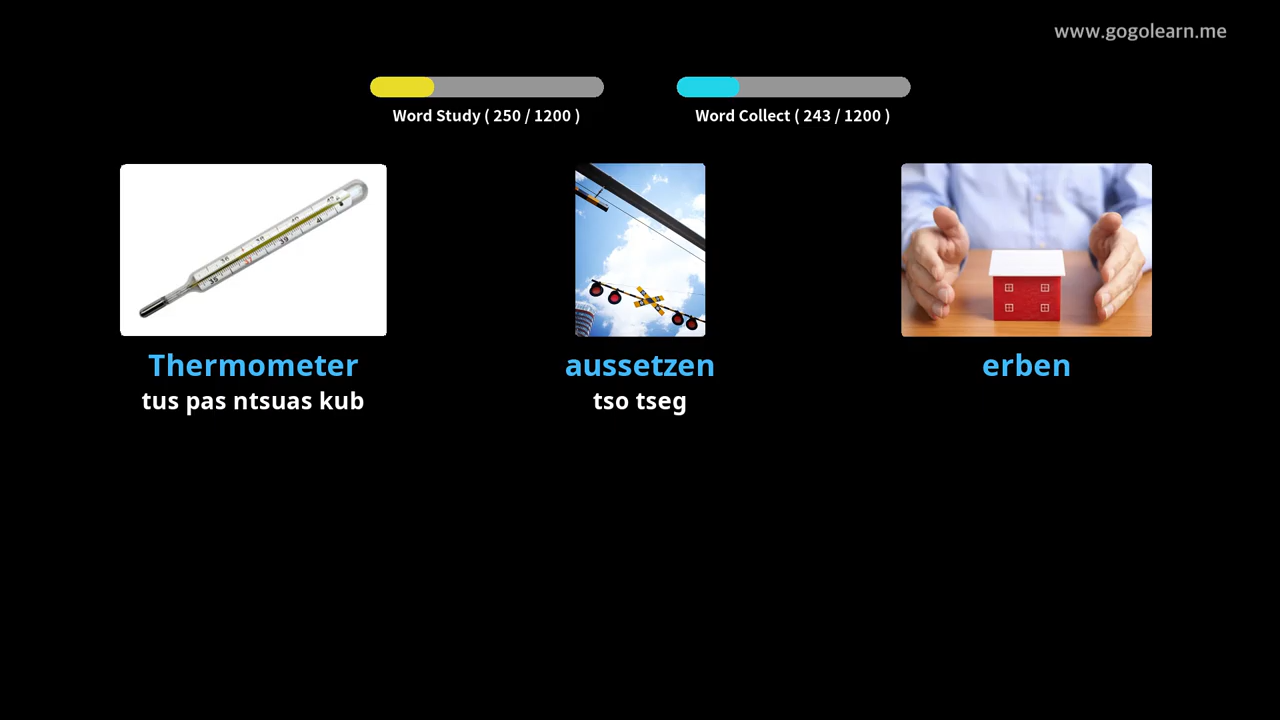 www.gogolearn.me
Word Study ( 250 / 1200 )
Word Collect ( 243 / 1200 )
Thermometer
tus pas ntsuas kub
aussetzen
tso tseg
erben